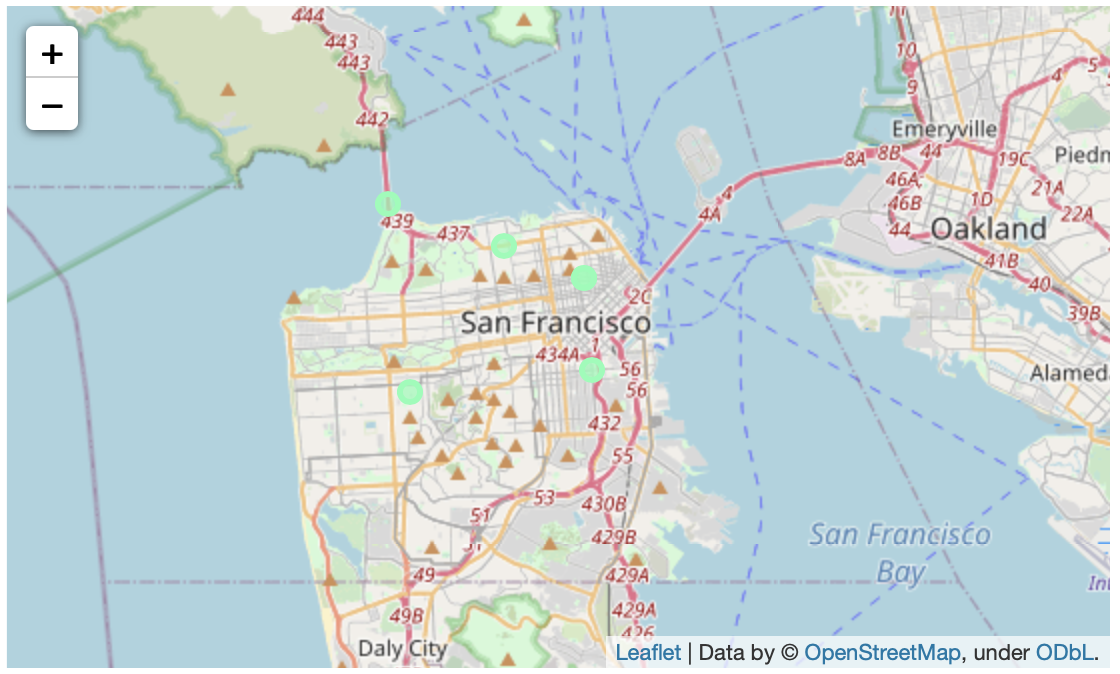 444
443
443
442
+
−
10
9
4
5
Emeryville
8A
8B
44
19C
Piedm
46A
46B
1D
21A
22A
4
4A
44
Oakland
439
437
41B
40
39B
2C
San Francisco
434A
1
56
56
Alameda
432
55
53
430B
51
429B
San Francisco
Bay
49
429A
49B
429A
426
Daly City
Leaflet | Data by © OpenStreetMap, under ODbL.